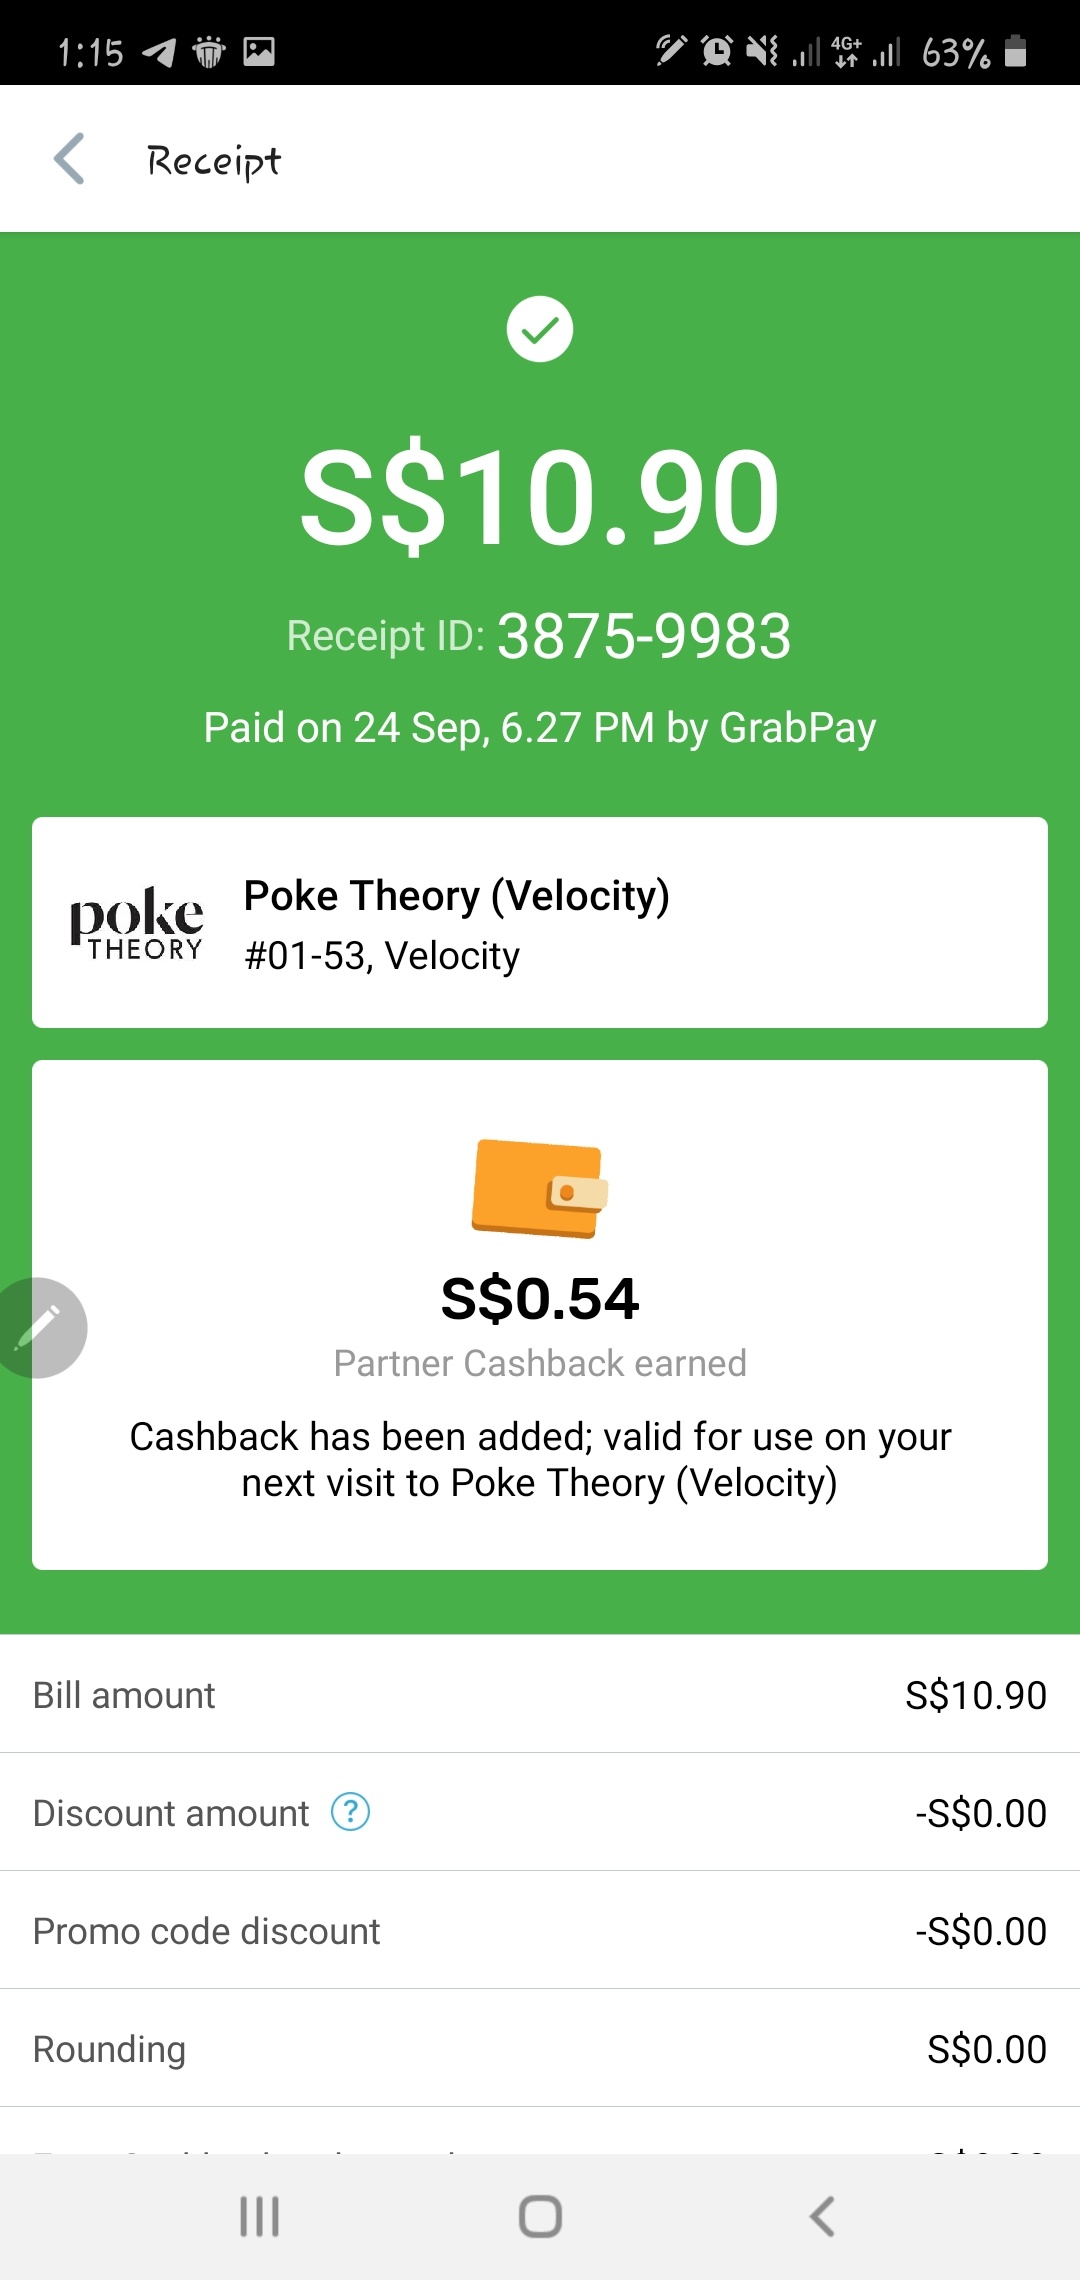 1:15
4G+
63%
Receipt
S$10.90
Receipt ID: 3875-9983
Paid on 24 Sep, 6.27 PM by GrabPay
poke
THEORY
Poke Theory (Velocity)
#01-53, Velocity
S$0.54
Partner Cashback earned
Cashback has been added; valid for use on your
next visit to Poke Theory (Velocity)
Bill amount S$10.90
Discount amount ? -S$0.00
Promo code discount -S$0.00
Rounding S$0.00